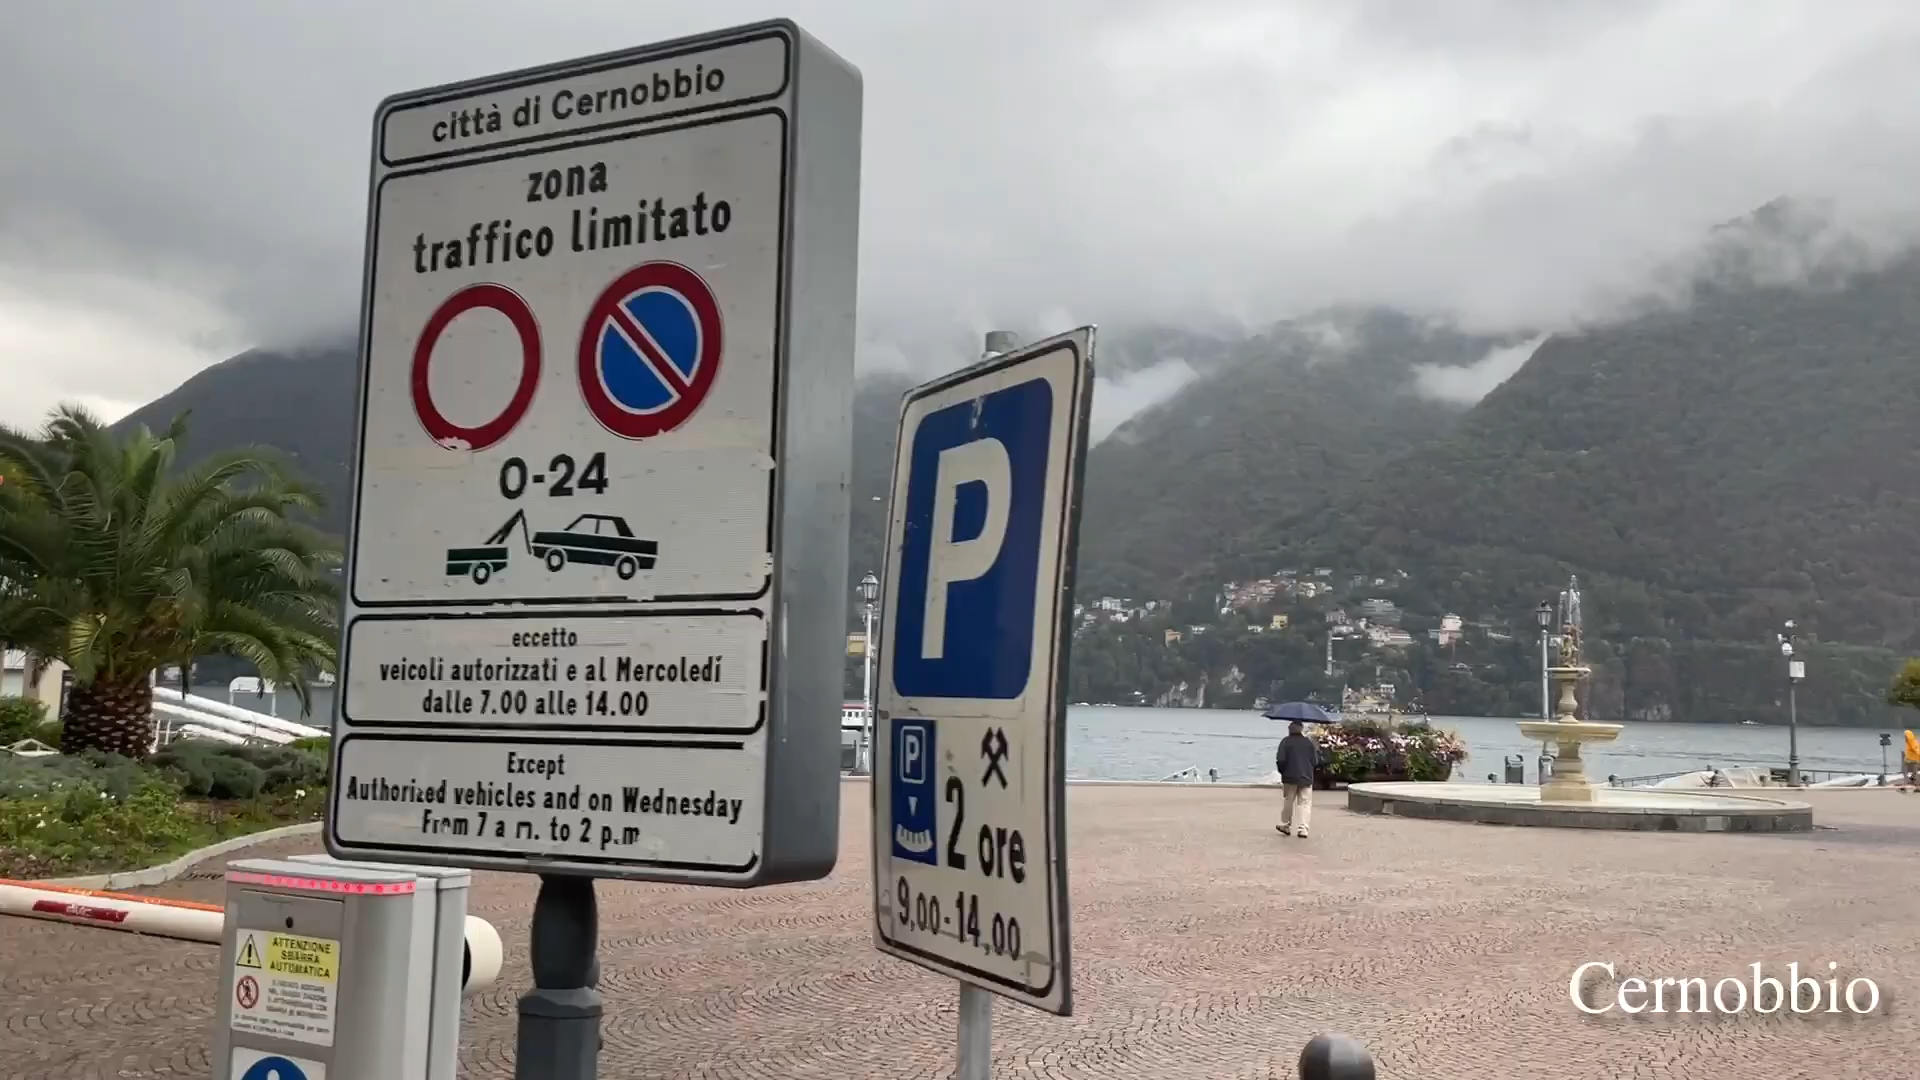 città di Cernobbio
zona
traffico limitato
0-24
eccetto
veicoli autorizzati e al Mercoledí
dalle 7.00 alle 14.00
Except
Authorized vehicles and on Wednesday
From 7 a m. to 2 p.m
P
P
2 ore
9,00-14,00
ATTENZIONE
SBARRA
AUTOMATICA
Cernobbio